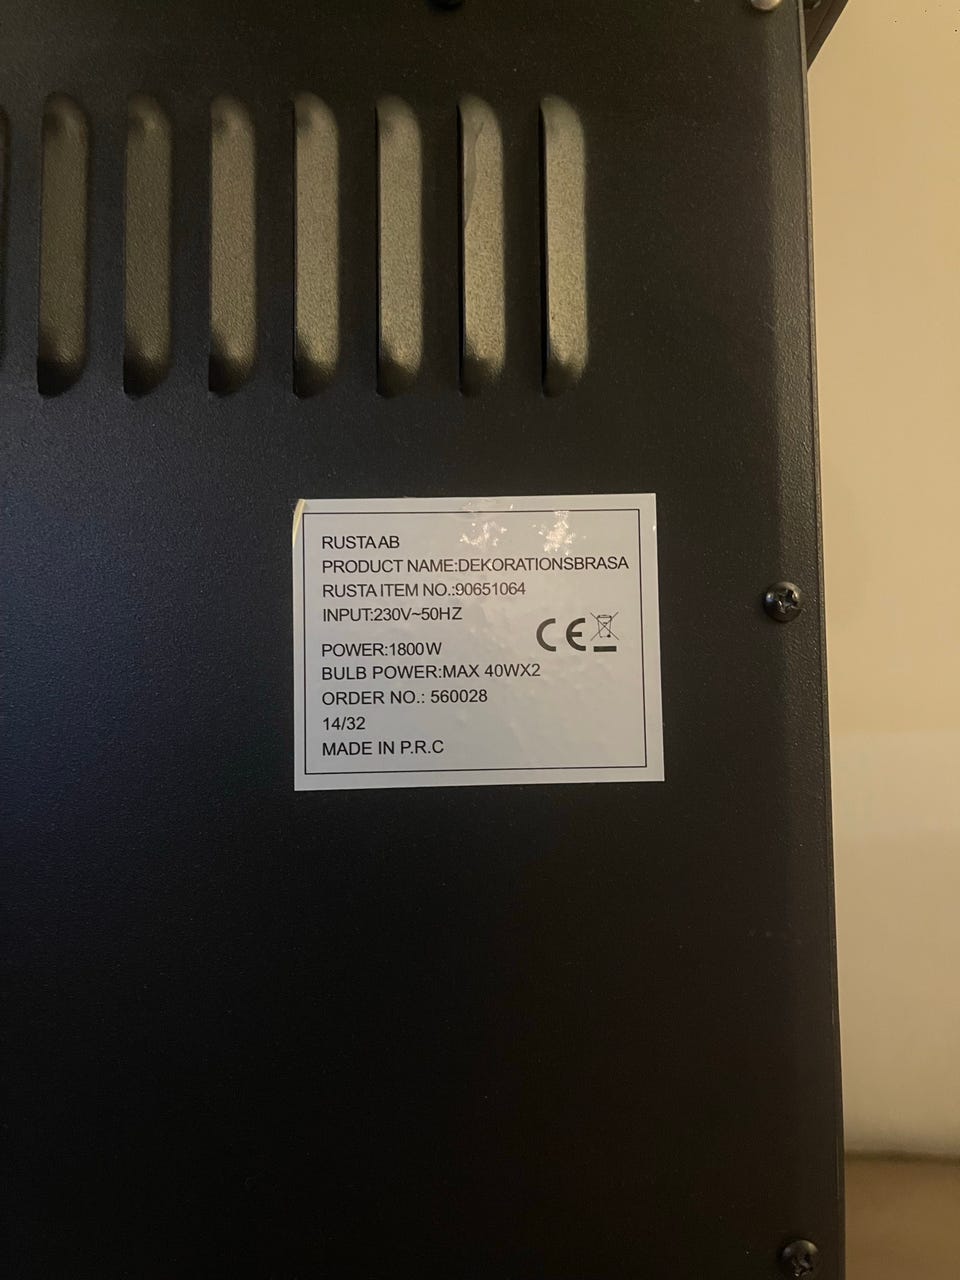 RUSTA AB
PRODUCT NAME:DEKORATIONSBRASA
RUSTA ITEM NO.:90651064
INPUT:230V~50HZ
CE
POWER:1800W
BULB POWER:MAX 40WX2
ORDER NO.: 560028
14/32
MADE IN P.R.C